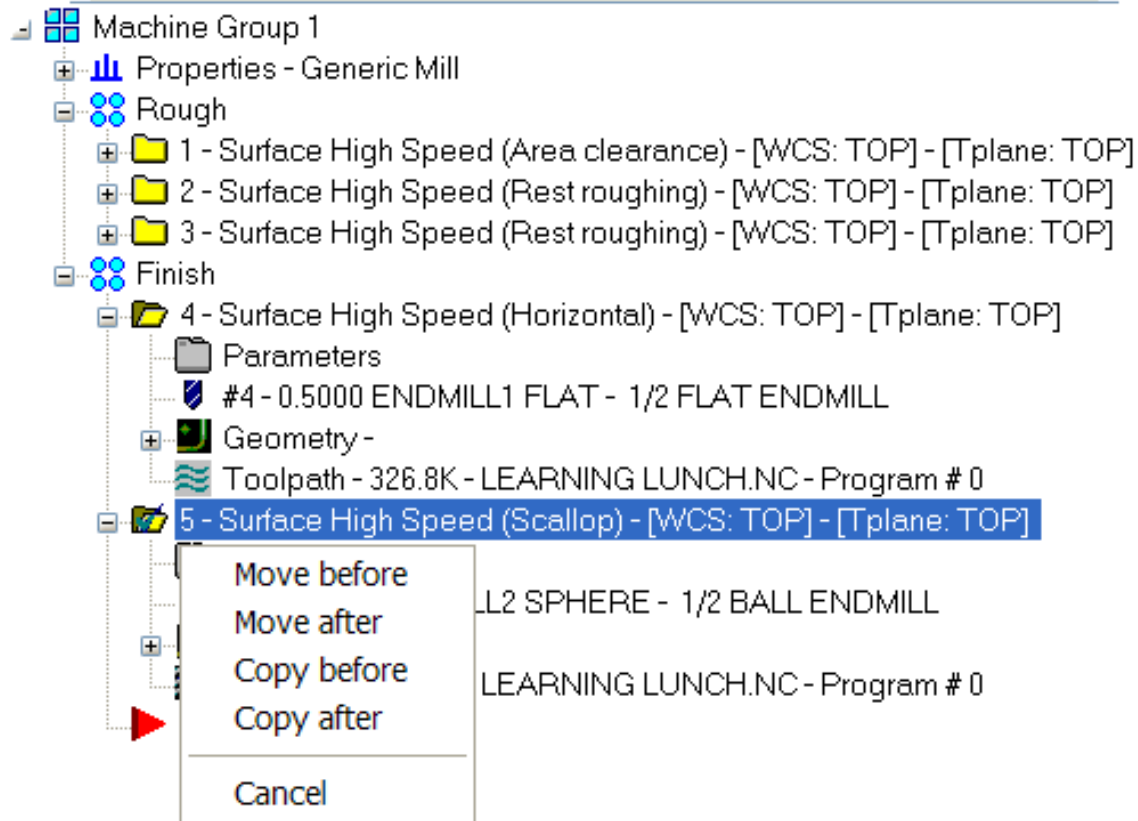 Machine Group 1
Properties - Generic Mill
Rough
1 - Surface High Speed (Area clearance) - [WCS: TOP] - [Tplane: TOP]
2 - Surface High Speed (Rest roughing) - [WCS: TOP] - [Tplane: TOP]
3 - Surface High Speed (Rest roughing) - [WCS: TOP] - [Tplane: TOP]
Finish
4 - Surface High Speed (Horizontal) - [WCS: TOP] - [Tplane: TOP]
Parameters
#4 - 0.5000 ENDMILL1 FLAT - 1/2 FLAT ENDMILL
Geometry -
Toolpath - 326.8K - LEARNING LUNCH.NC - Program # 0
5 - Surface High Speed (Scallop) - [WCS: TOP] - [Tplane: TOP]
Move before
LL2 SPHERE - 1/2 BALL ENDMILL
Move after
Copy before
LEARNING LUNCH.NC - Program # 0
Copy after
Cancel